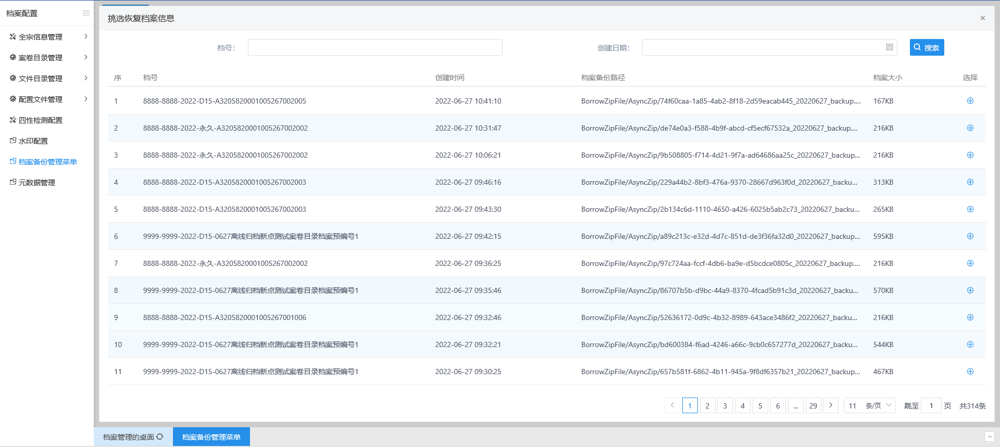 档案配置
全宗信息管理
案卷目录管理
文件目录管理
配置文件管理
四性检测配置
水印配置
档案备份管理菜单
元数据管理
挑选恢复档案信息
档号:
创建日期:
搜索
序 档号 创建时间 档案备份路径 档案大小 选择
1 8888-8888-2022-D15-A3205820001005267002005 2022-06-27 10:41:10 BorrowZipFile/AsyncZip/74f60caa-1a85-4ab2-8f18-2d59eacab445_20220627_backup.... 167KB
2 8888-8888-2022-永久-A3205820001005267002002 2022-06-27 10:31:47 BorrowZipFile/AsyncZip/de74e0a3-f588-4b9f-abcd-cf5ecf67532a_20220627_backup.... 216KB
3 8888-8888-2022-永久-A3205820001005267002002 2022-06-27 10:06:21 BorrowZipFile/AsyncZip/9b508805-f714-4d21-9f7a-ad64686aa25c_20220627_backup... 216KB
4 8888-8888-2022-D15-A3205820001005267002003 2022-06-27 09:46:16 BorrowZipFile/AsyncZip/229a44b2-8bf3-476a-9370-28667d963f0d_20220627_backu... 313KB
5 8888-8888-2022-D15-A3205820001005267002003 2022-06-27 09:43:30 BorrowZipFile/AsyncZip/2b134c6d-1110-4650-a426-6025b5ab2c73_20220627_backu... 265KB
6 9999-9999-2022-D15-0627离线归档新点测试案卷目录档案预编号1 2022-06-27 09:42:15 BorrowZipFile/AsyncZip/a89c213c-e32d-4d7c-851d-de3f36fa32d0_20220627_backup... 595KB
7 8888-8888-2022-永久-A3205820001005267002002 2022-06-27 09:36:25 BorrowZipFile/AsyncZip/97c724aa-fccf-4db6-ba9e-d5bcdce0805c_20220627_backup.... 216KB
8 9999-9999-2022-D15-0627离线归档新点测试案卷目录档案预编号1 2022-06-27 09:35:46 BorrowZipFile/AsyncZip/86707b5b-d9bc-44a9-8370-4fcad5b91c3d_20220627_backu... 570KB
9 8888-8888-2022-D15-A3205820001005267001006 2022-06-27 09:32:46 BorrowZipFile/AsyncZip/52636172-0d9c-4b32-8989-643ace3486f2_20220627_backu... 216KB
10 9999-9999-2022-D15-0627离线归档新点测试案卷目录档案预编号1 2022-06-27 09:32:21 BorrowZipFile/AsyncZip/bd600384-f6ad-4246-a66c-9cb0c657277d_20220627_backu... 544KB
11 9999-9999-2022-D15-0627离线归档新点测试案卷目录档案预编号1 2022-06-27 09:30:25 BorrowZipFile/AsyncZip/657b581f-6862-4b11-945a-9f8df6357b21_20220627_backup... 467KB
1 2 3 4 5 6 ... 29 11 条/页 跳至 1 页 共314条
档案管理的桌面 档案备份管理菜单